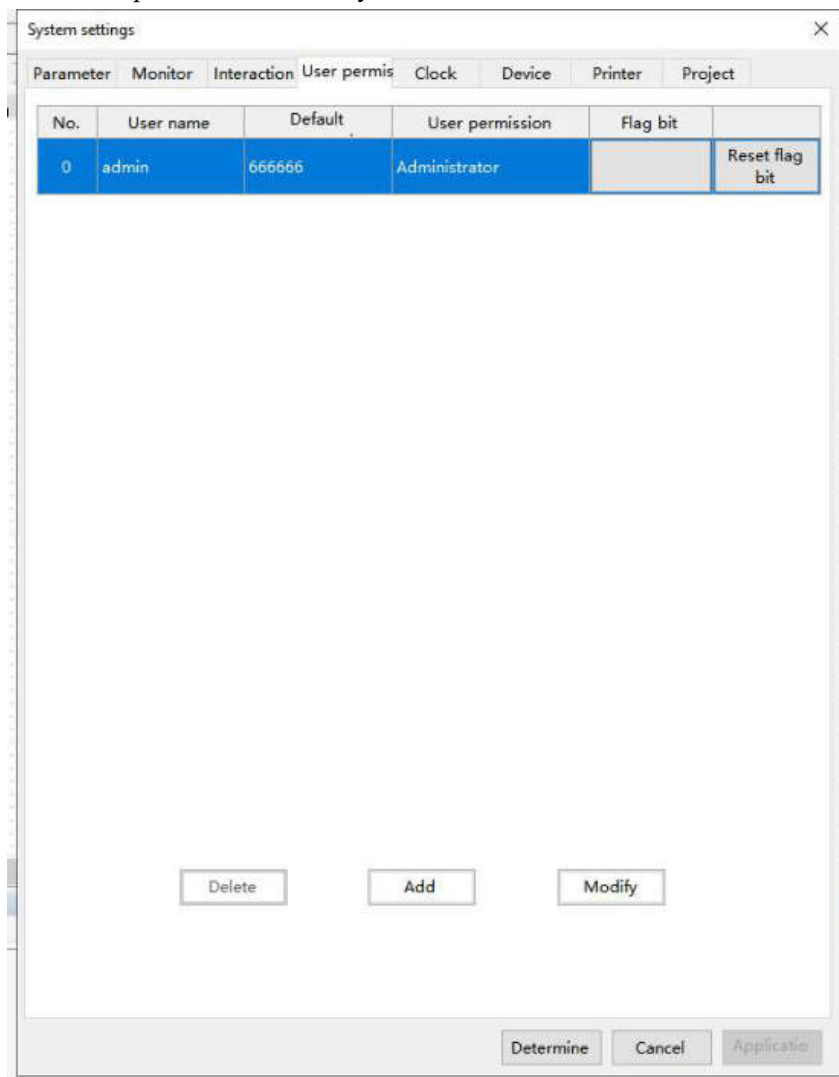 System settings
Parameter Monitor Interaction User permis Clock Device Printer Project
No. User name Default User permission Flag bit
0 admin 666666 Administrator Reset flag
bit
Delete Add Modify
Determine Cancel Applicatio